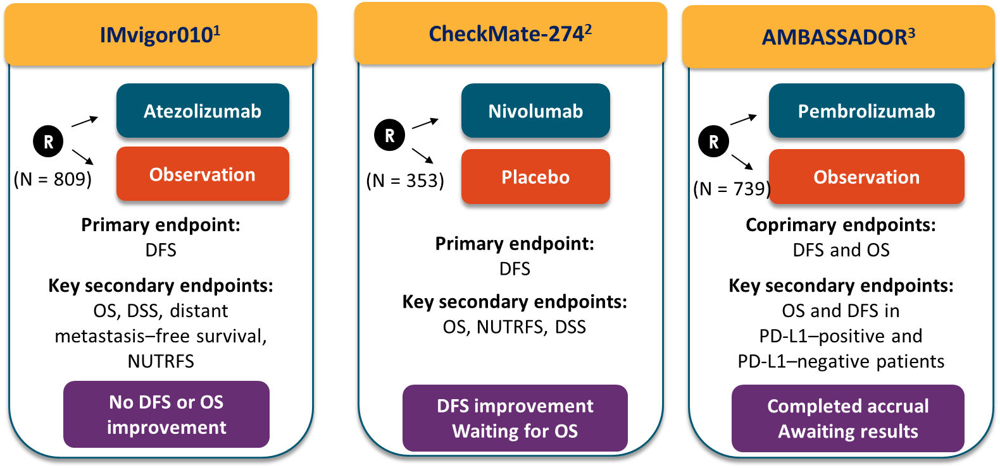 IMvigor010¹
Atezolizumab
R
Observation
(N = 809)
Primary endpoint:
DFS
Key secondary endpoints:
OS, DSS, distant
metastasis–free survival,
NUTRFS
No DFS or OS
improvement
CheckMate-274²
Nivolumab
R
Placebo
(N = 353)
Primary endpoint:
DFS
Key secondary endpoints:
OS, NUTRFS, DSS
DFS improvement
Waiting for OS
AMBASSADOR³
Pembrolizumab
R
Observation
(N = 739)
Coprimary endpoints:
DFS and OS
Key secondary endpoints:
OS and DFS in
PD-L1–positive and
PD-L1–negative patients
Completed accrual
Awaiting results